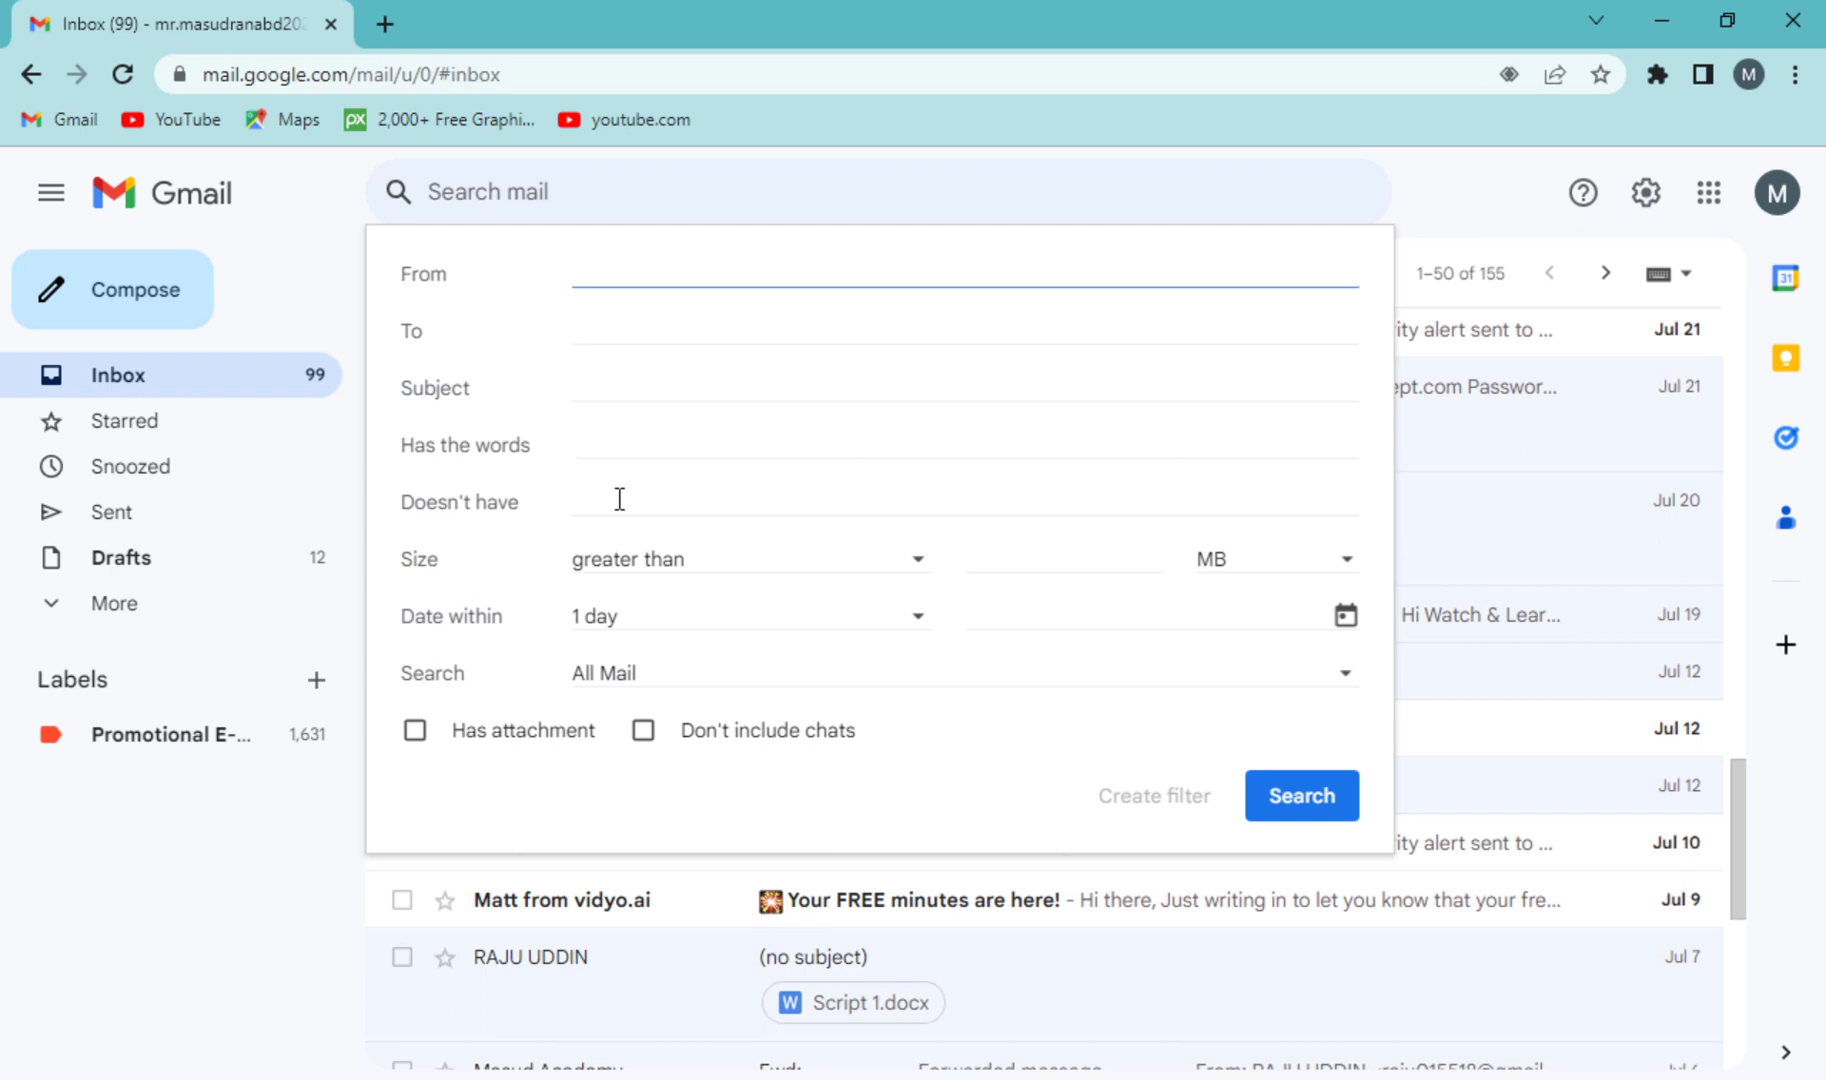 Inbox (99) - mr.masudranabd202
mail.google.com/mail/u/0/#inbox
M
Gmail
YouTube
Maps
px 2,000+ Free Graphi...
youtube.com
Gmail
Search mail
M
Compose
Inbox 99
Starred
Snoozed
Sent
Drafts 12
More
Labels
Promotional E-... 1,631
From
To
Subject
Has the words
Doesn't have
Size greater than MB
Date within 1 day
Search All Mail
Has attachment Don't include chats
Create filter Search
1–50 of 155
31
ity alert sent to ... Jul 21
ept.com Passwor... Jul 21
Jul 20
Hi Watch & Lear... Jul 19
Jul 12
Jul 12
Jul 12
ity alert sent to ... Jul 10
Matt from vidyo.ai Your FREE minutes are here! - Hi there, Just writing in to let you know that your fre... Jul 9
RAJU UDDIN (no subject) Jul 7
W Script 1.docx